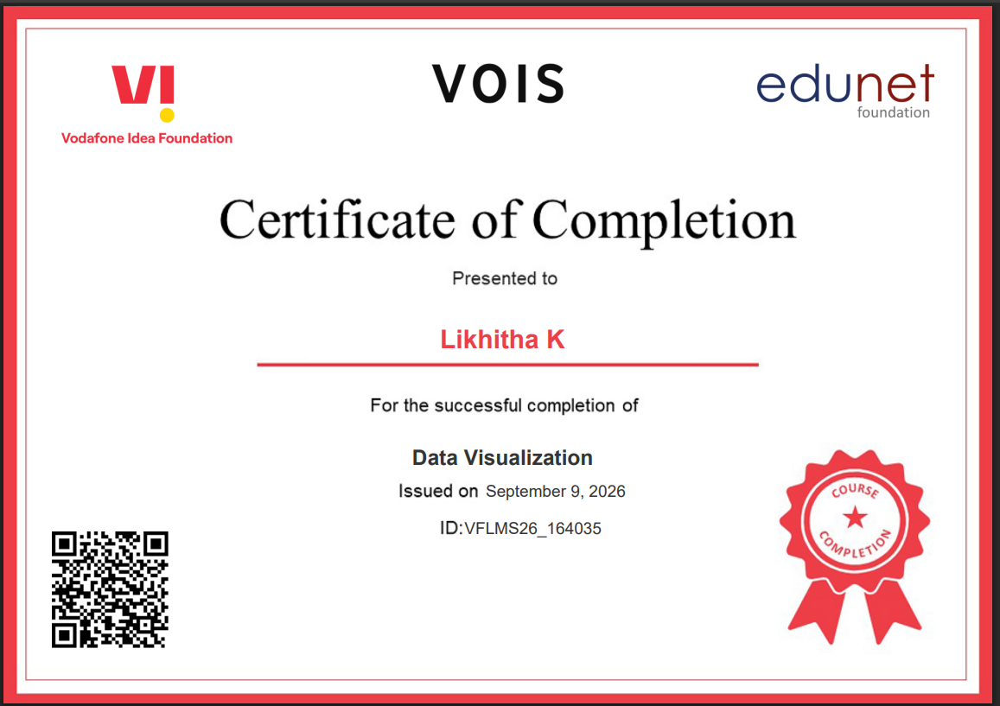 VI
Vodafone Idea Foundation
VOIS
edunet
foundation
Certificate of Completion
Presented to
Likhitha K
For the successful completion of
Data Visualization
Issued on September 9, 2026
ID:VFLMS26_164035
COURSE
COMPLETION